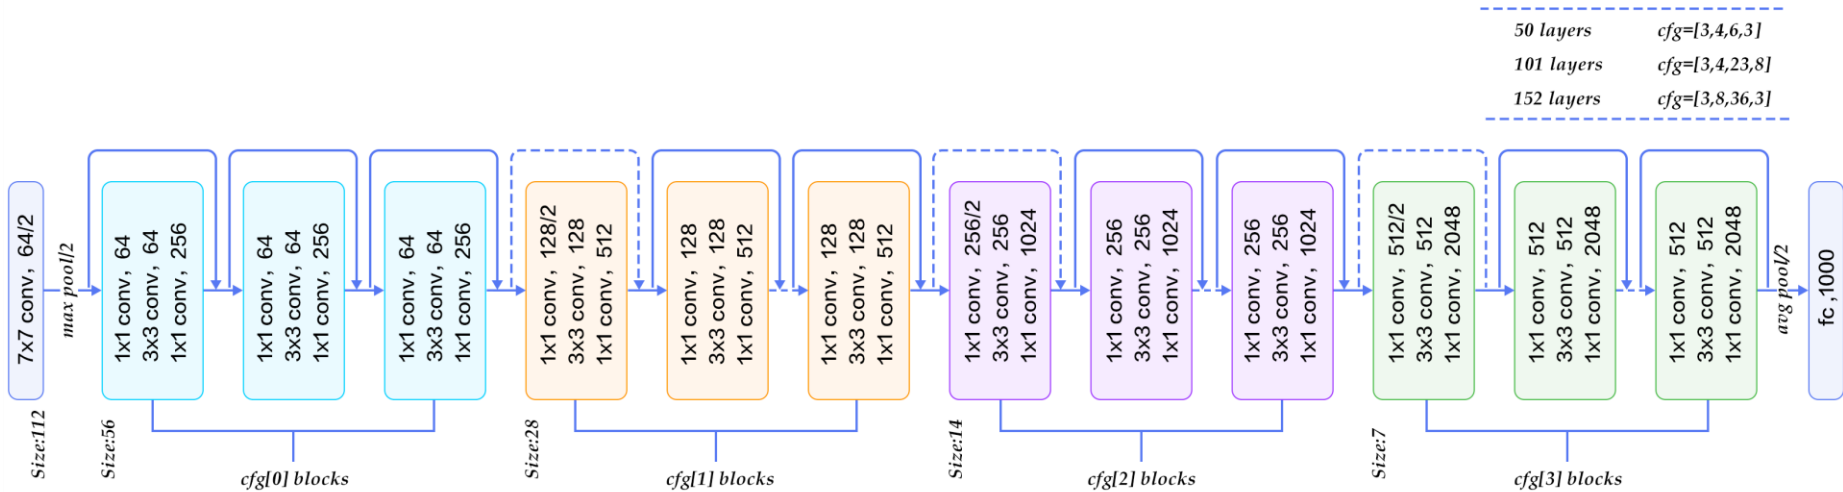 50 layers cfg=[3,4,6,3]
101 layers cfg=[3,4,23,8]
152 layers cfg=[3,8,36,3]
7x7 conv, 64/2
max pool/2
1x1 conv, 64
3x3 conv, 64
1x1 conv, 256
1x1 conv, 64
3x3 conv, 64
1x1 conv, 256
1x1 conv, 64
3x3 conv, 64
1x1 conv, 256
1x1 conv, 128/2
3x3 conv, 128
1x1 conv, 512
1x1 conv, 128
3x3 conv, 128
1x1 conv, 512
1x1 conv, 128
3x3 conv, 128
1x1 conv, 512
1x1 conv, 256/2
3x3 conv, 256
1x1 conv, 1024
1x1 conv, 256
3x3 conv, 256
1x1 conv, 1024
1x1 conv, 256
3x3 conv, 256
1x1 conv, 1024
1x1 conv, 512/2
3x3 conv, 512
1x1 conv, 2048
1x1 conv, 512
3x3 conv, 512
1x1 conv, 2048
1x1 conv, 512
3x3 conv, 512
1x1 conv, 2048
avg pool/2
fc ,1000
Size:112
Size:56
cfg[0] blocks
Size:28
cfg[1] blocks
Size:14
cfg[2] blocks
Size:7
cfg[3] blocks